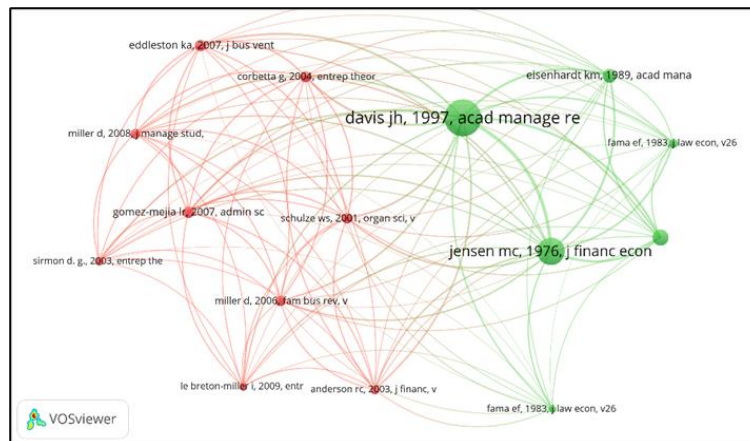 eddleston ka, 2007, j bus vent
corbetta g, 2004, entrep theor
eisenhardt km, 1989, acad mana
davis jh, 1997, acad manage re
miller d, 2008, j manage stud,
fama ef, 1983, j law econ, v26
gomez-mejia lr, 2007, admin sc
schulze ws, 2001, organ sci, v
jensen mc, 1976, j financ econ
sirmon d. g., 2003, entrep the
miller d, 2006, fam bus rev, v
le breton-miller i, 2009, entr
anderson rc, 2003, j financ, v
fama ef, 1983, j law econ, v26
VOSviewer